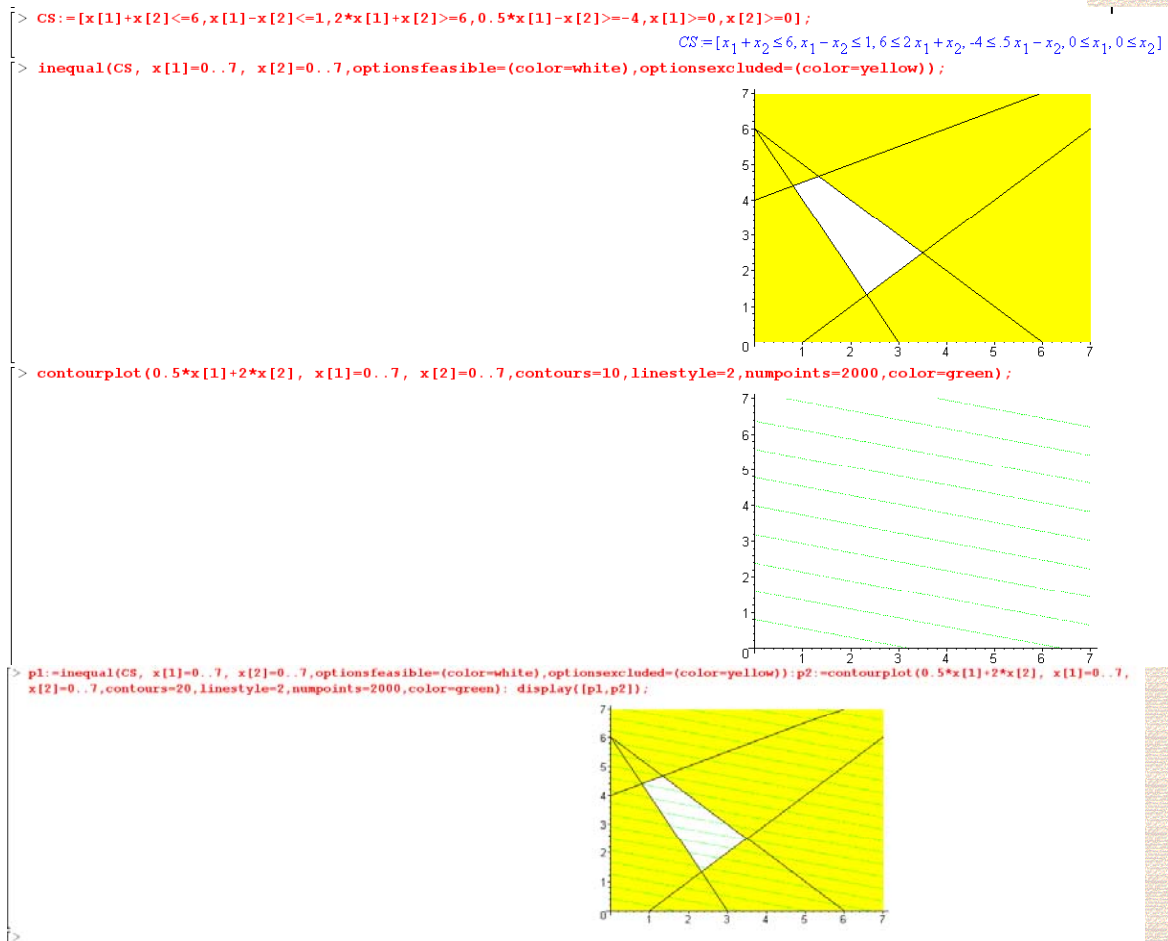 > CS:=[x[1]+x[2]<=6,x[1]-x[2]<=1,2*x[1]+x[2]>=6,0.5*x[1]-x[2]>=-4,x[1]>=0,x[2]>=0];
CS := [x₁ + x₂ ≤ 6, x₁ - x₂ ≤ 1, 6 ≤ 2 x₁ + x₂, -4 ≤ .5 x₁ - x₂, 0 ≤ x₁, 0 ≤ x₂]
> inequal(CS, x[1]=0..7, x[2]=0..7,optionsfeasible=(color=white),optionsexcluded=(color=yellow));
7
6
5
4
3
2
1
0 1 2 3 4 5 6 7
> contourplot(0.5*x[1]+2*x[2], x[1]=0..7, x[2]=0..7,contours=10,linestyle=2,numpoints=2000,color=green);
7
6
5
4
3
2
1
0 1 2 3 4 5 6 7
> p1:=inequal(CS, x[1]=0..7, x[2]=0..7,optionsfeasible=(color=white),optionsexcluded=(color=yellow)):p2:=contourplot(0.5*x[1]+2*x[2], x[1]=0..7,
x[2]=0..7,contours=20,linestyle=2,numpoints=2000,color=green): display([p1,p2]);
7
6
5
4
3
2
1
0 1 2 3 4 5 6 7
>